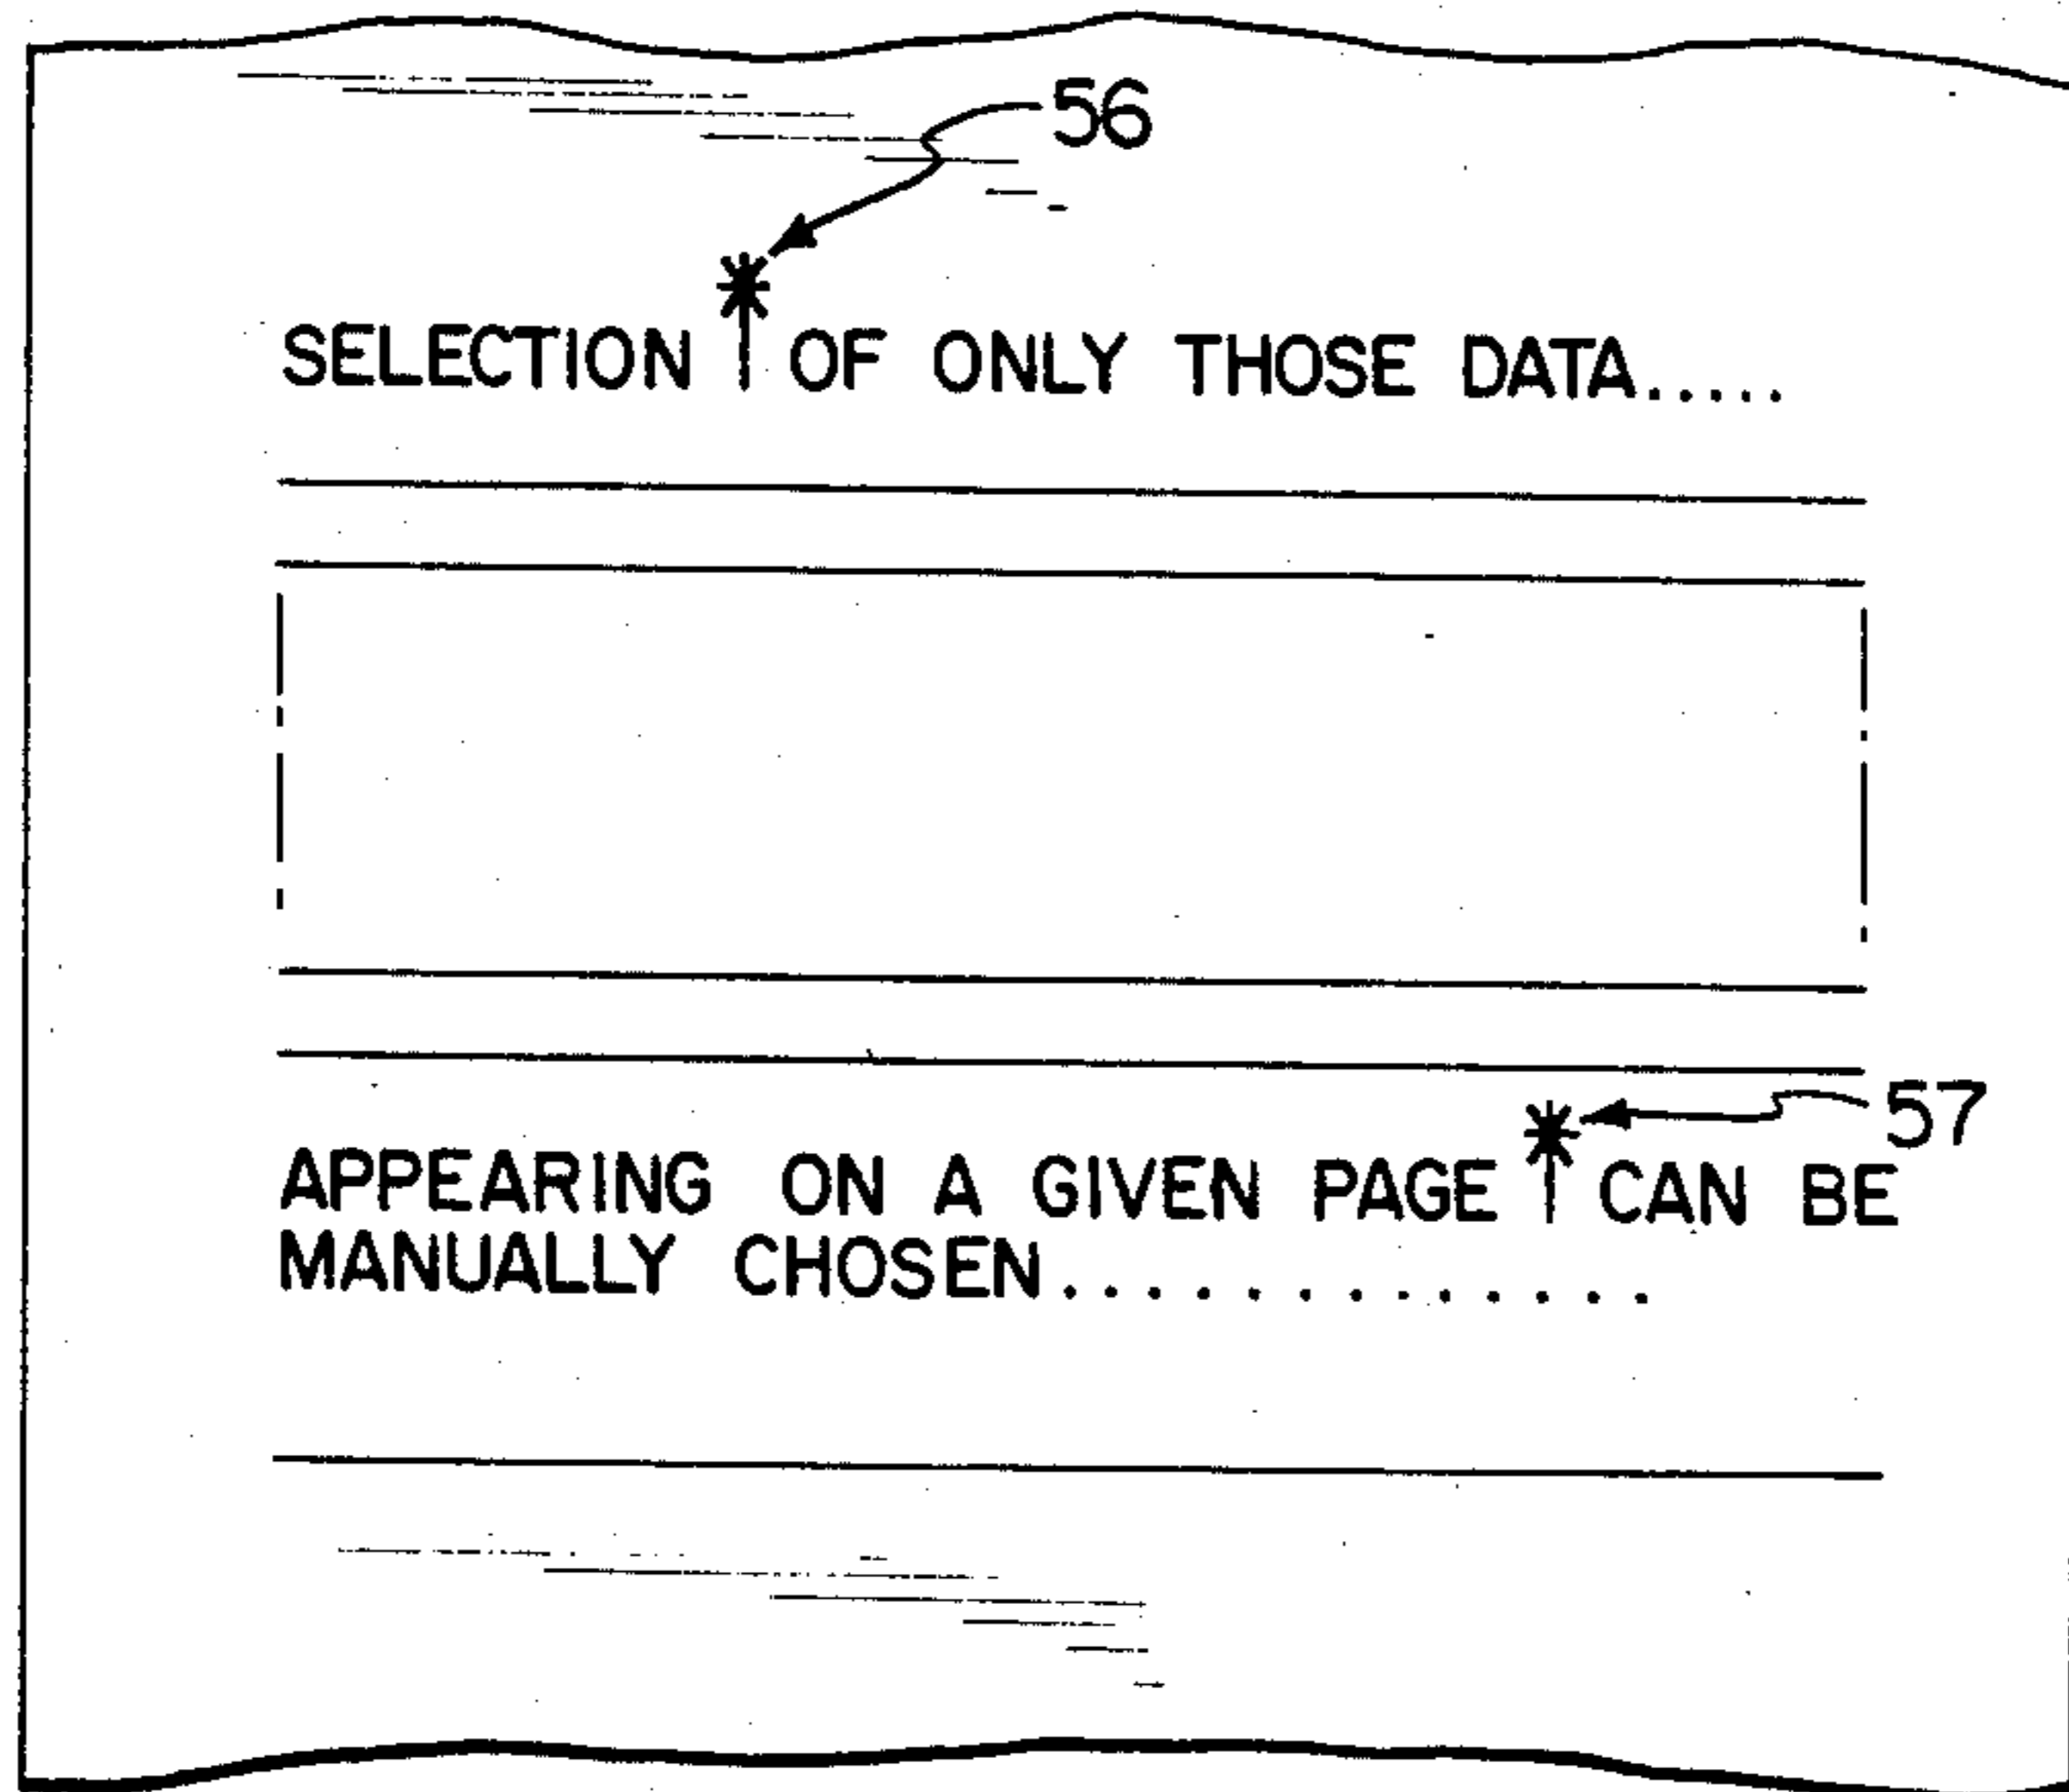 56
SELECTION * OF ONLY THOSE DATA.....
57
APPEARING ON A GIVEN PAGE * CAN BE
MANUALLY CHOSEN..............